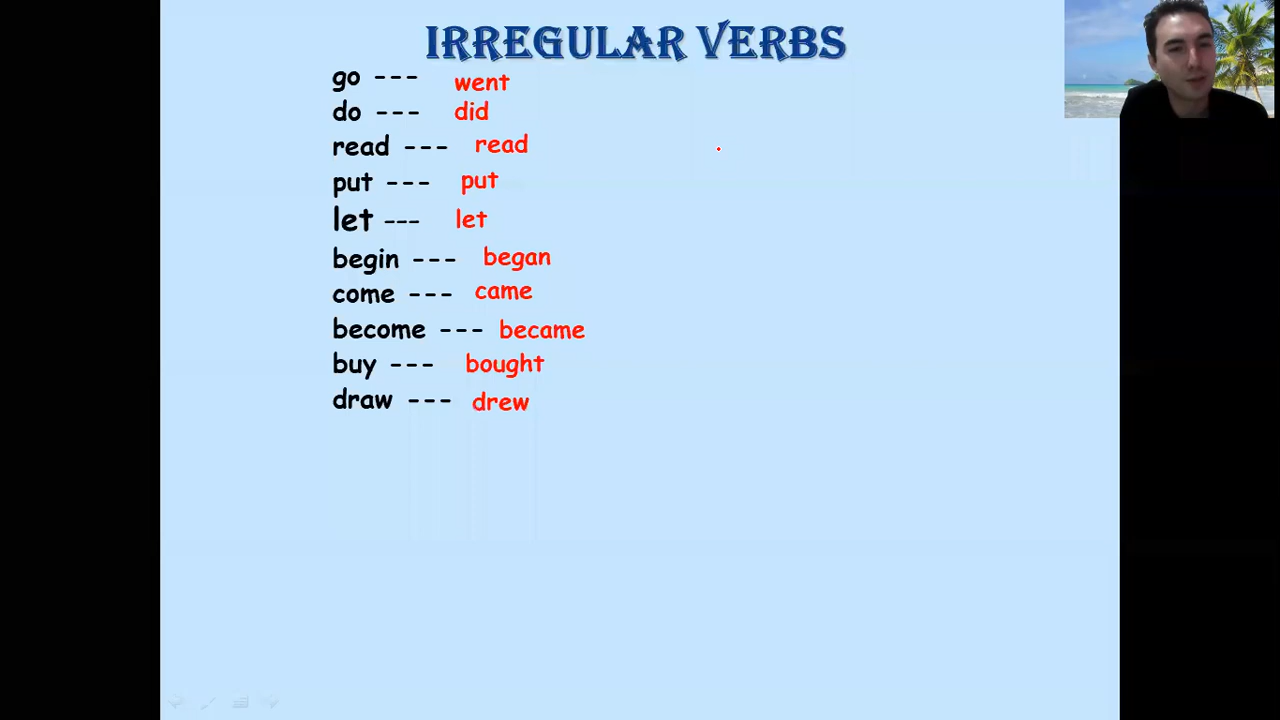 IRREGULAR VERBS
go --- went
do --- did
read --- read
put --- put
let --- let
begin --- began
come --- came
become --- became
buy --- bought
draw --- drew